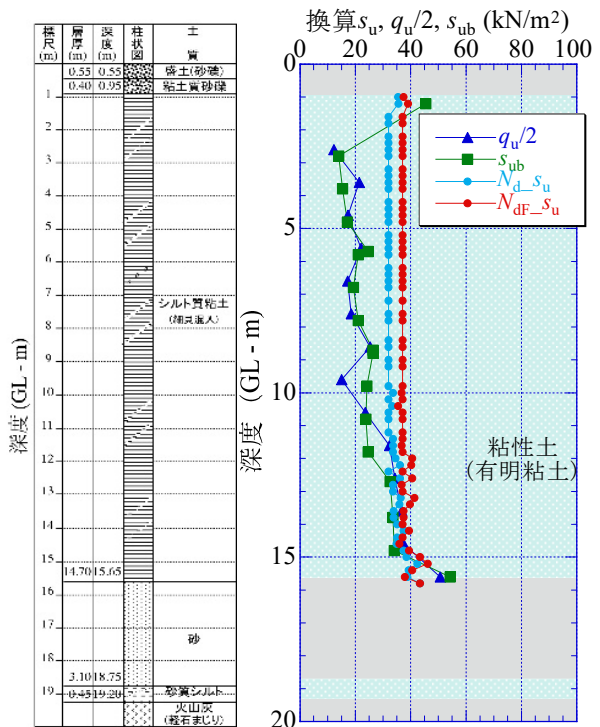 標尺 (m)
層厚 (m)
深度 (m)
柱状図
土質
0.55 0.55 盛土(砂礫)
0.40 0.95 粘土質砂礫
1
2
3
4
5
6
7
8
9
10
11
12
13
14
15
16
17
18
19
シルト質粘土
(細貝混入)
14.70 15.65
砂
3.10 18.75
砂質シルト
0.45 19.20
火山灰
(軽石まじり)
深度 (GL - m)
換算su, qu/2, sub (kN/m²)
0 20 40 60 80 100
0
5
10
15
20
深度 (GL - m)
qu/2
sub
Nd_su
NdF_su
粘性土
(有明粘土)